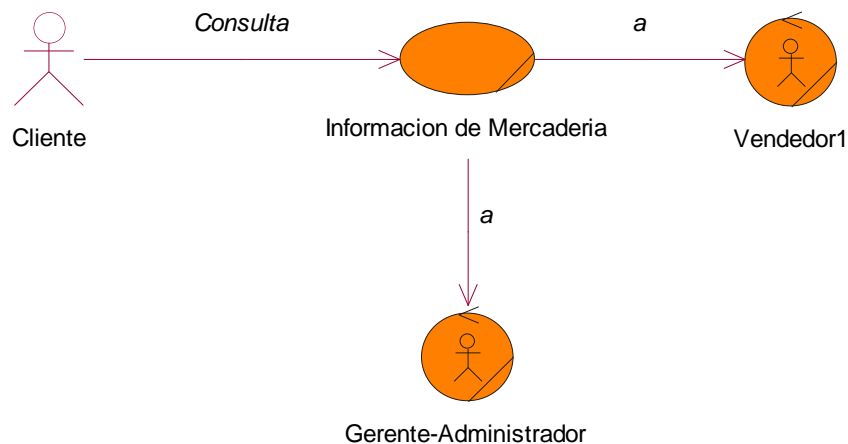 Consulta
a
Cliente
Informacion de Mercaderia
Vendedor1
a
Gerente-Administrador